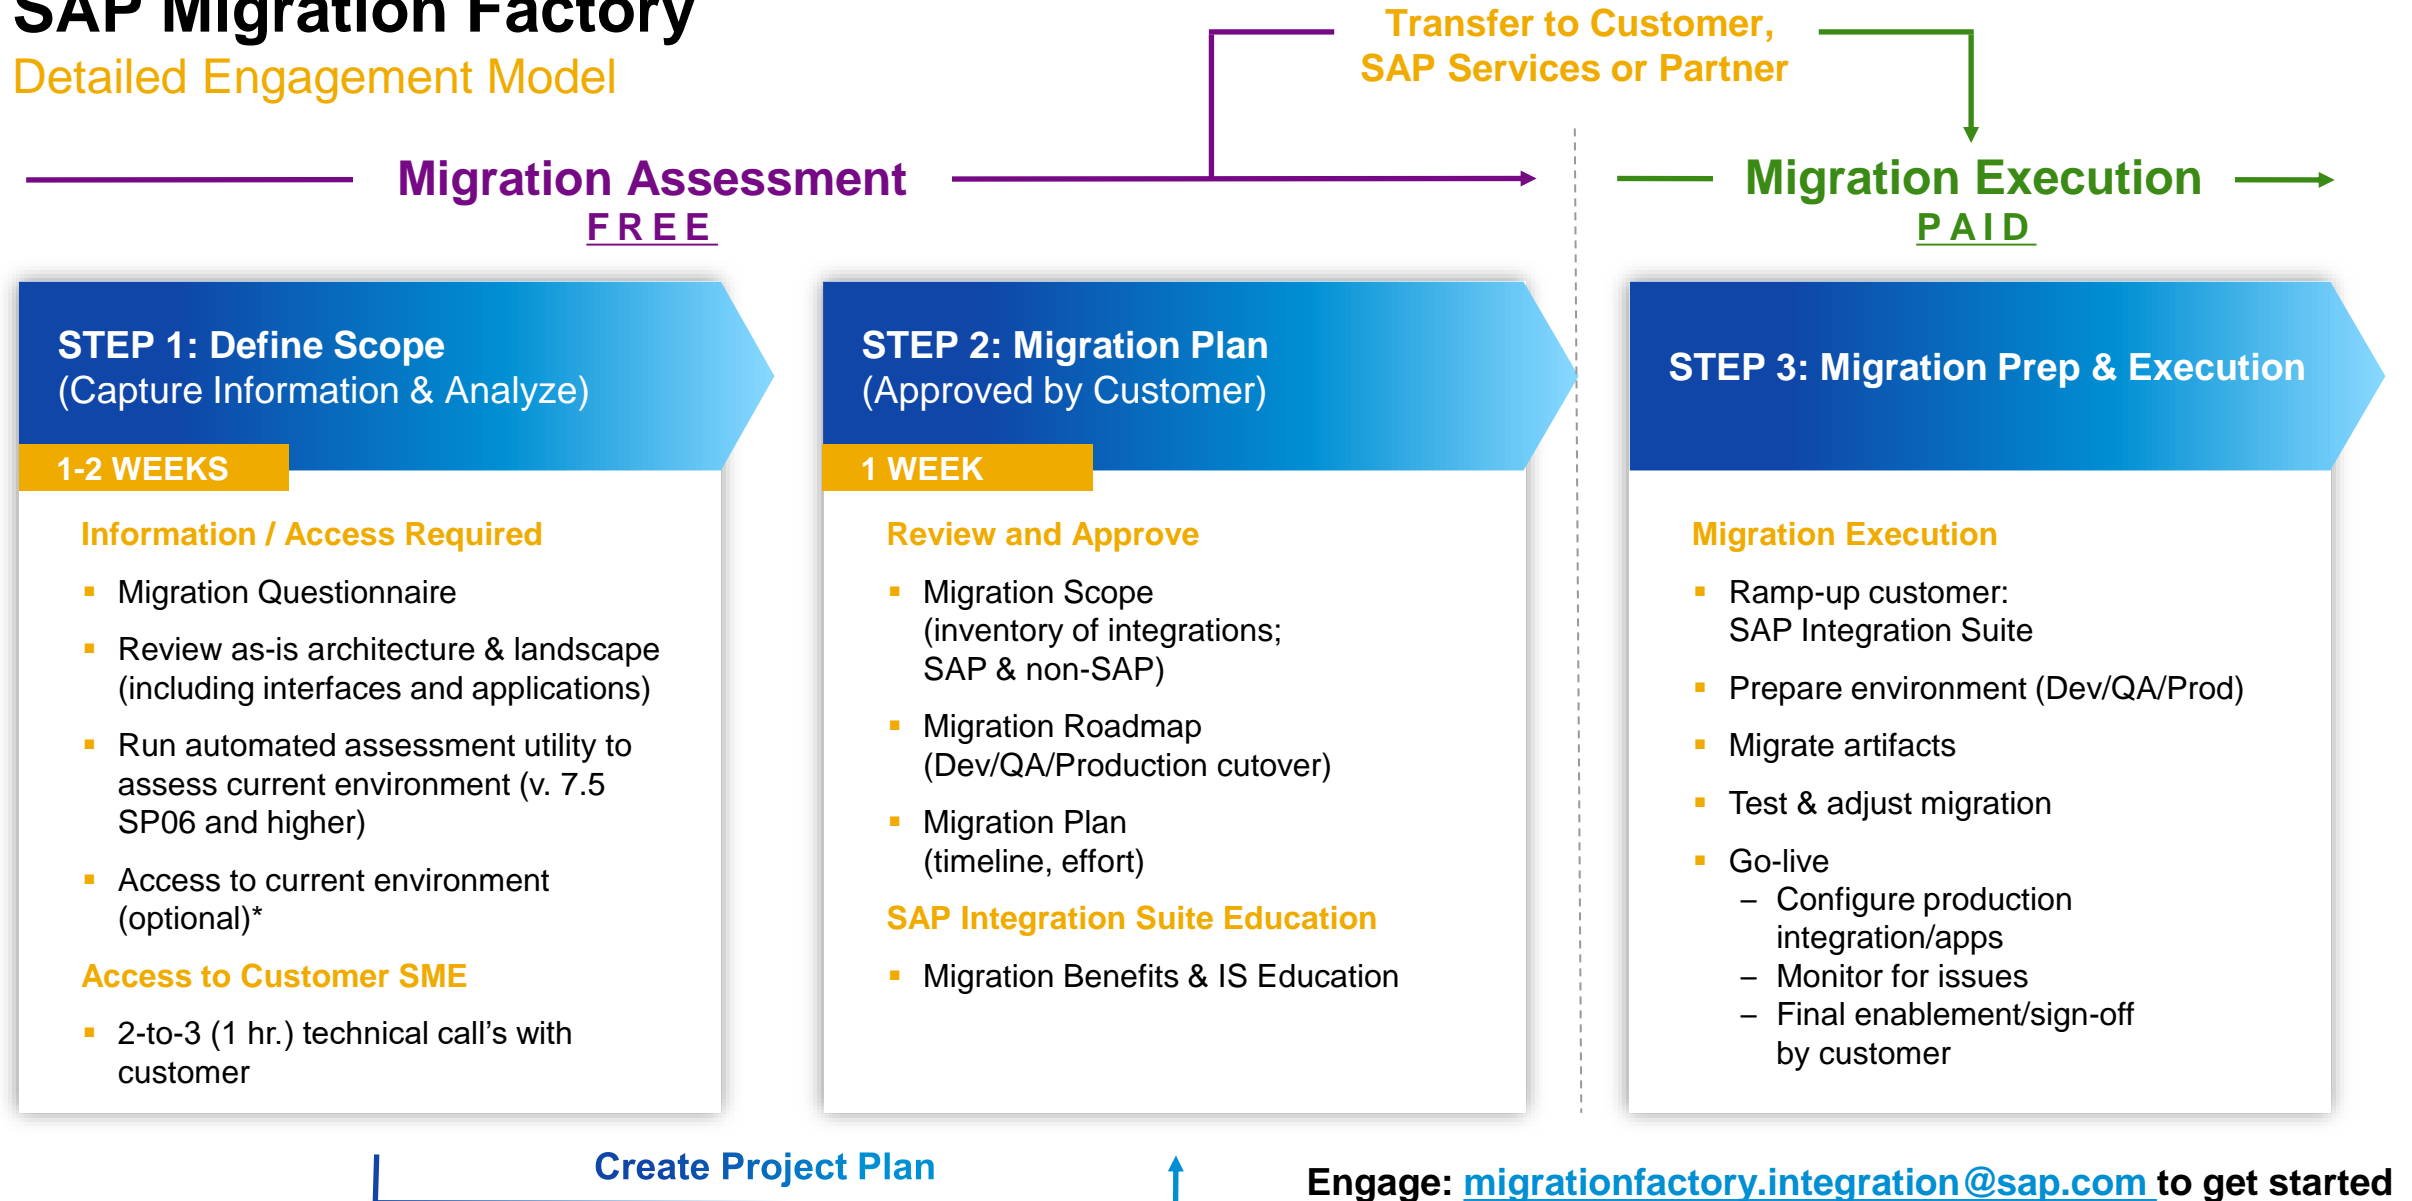 SAP Migration Factory
Detailed Engagement Model
Transfer to Customer,
SAP Services or Partner
Migration Assessment
FREE
Migration Execution
PAID
STEP 1: Define Scope
(Capture Information & Analyze)
1-2 WEEKS
Information / Access Required
▪ Migration Questionnaire
▪ Review as-is architecture & landscape
(including interfaces and applications)
▪ Run automated assessment utility to
assess current environment (v. 7.5
SP06 and higher)
▪ Access to current environment
(optional)*
Access to Customer SME
▪ 2-to-3 (1 hr.) technical call's with
customer
STEP 2: Migration Plan
(Approved by Customer)
1 WEEK
Review and Approve
▪ Migration Scope
(inventory of integrations;
SAP & non-SAP)
▪ Migration Roadmap
(Dev/QA/Production cutover)
▪ Migration Plan
(timeline, effort)
SAP Integration Suite Education
▪ Migration Benefits & IS Education
STEP 3: Migration Prep & Execution
Migration Execution
▪ Ramp-up customer:
SAP Integration Suite
▪ Prepare environment (Dev/QA/Prod)
▪ Migrate artifacts
▪ Test & adjust migration
▪ Go-live
– Configure production
integration/apps
– Monitor for issues
– Final enablement/sign-off
by customer
Create Project Plan
Engage: migrationfactory.integration@sap.com to get started